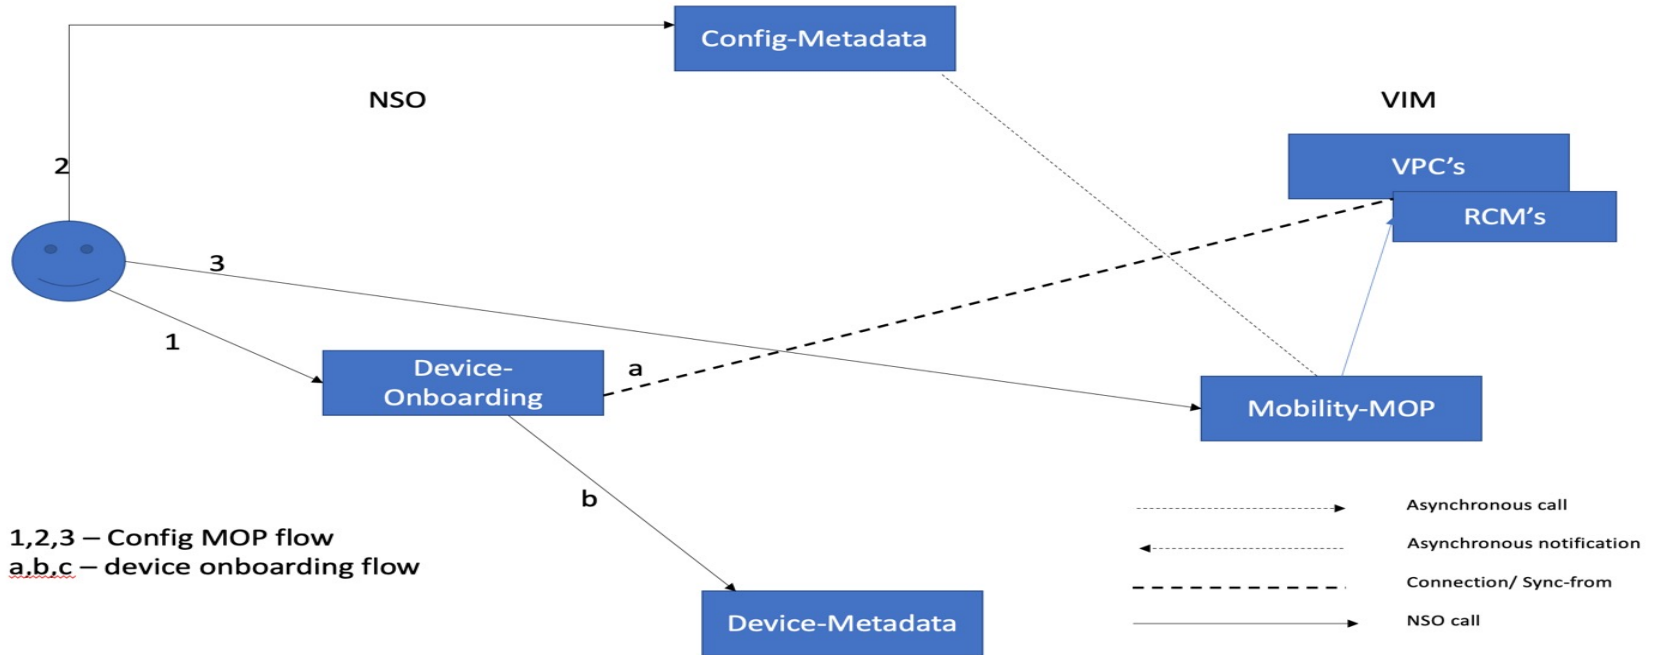 Config-Metadata
NSO
VIM
2
VPC's
RCM's
3
1
Device-
Onboarding
a
Mobility-MOP
b
1,2,3 – Config MOP flow
a,b,c – device onboarding flow
Device-Metadata
Asynchronous call
Asynchronous notification
Connection/ Sync-from
NSO call